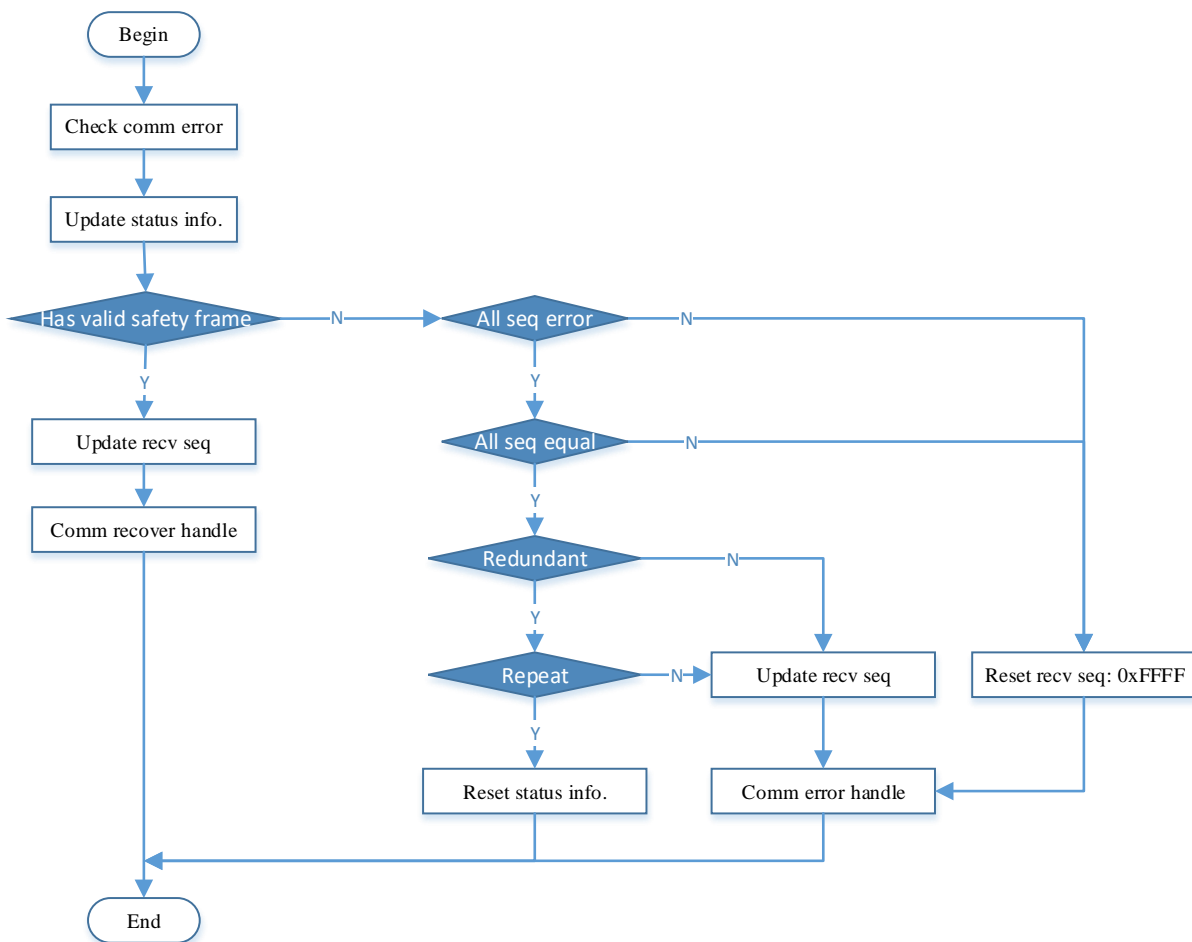 Begin
Check comm error
Update status info.
Has valid safety frame
N
All seq error
N
Y
Y
Update recv seq
All seq equal
N
Y
Comm recover handle
Redundant
N
Y
Repeat
N
Update recv seq
Reset recv seq: 0xFFFF
Y
Reset status info.
Comm error handle
End